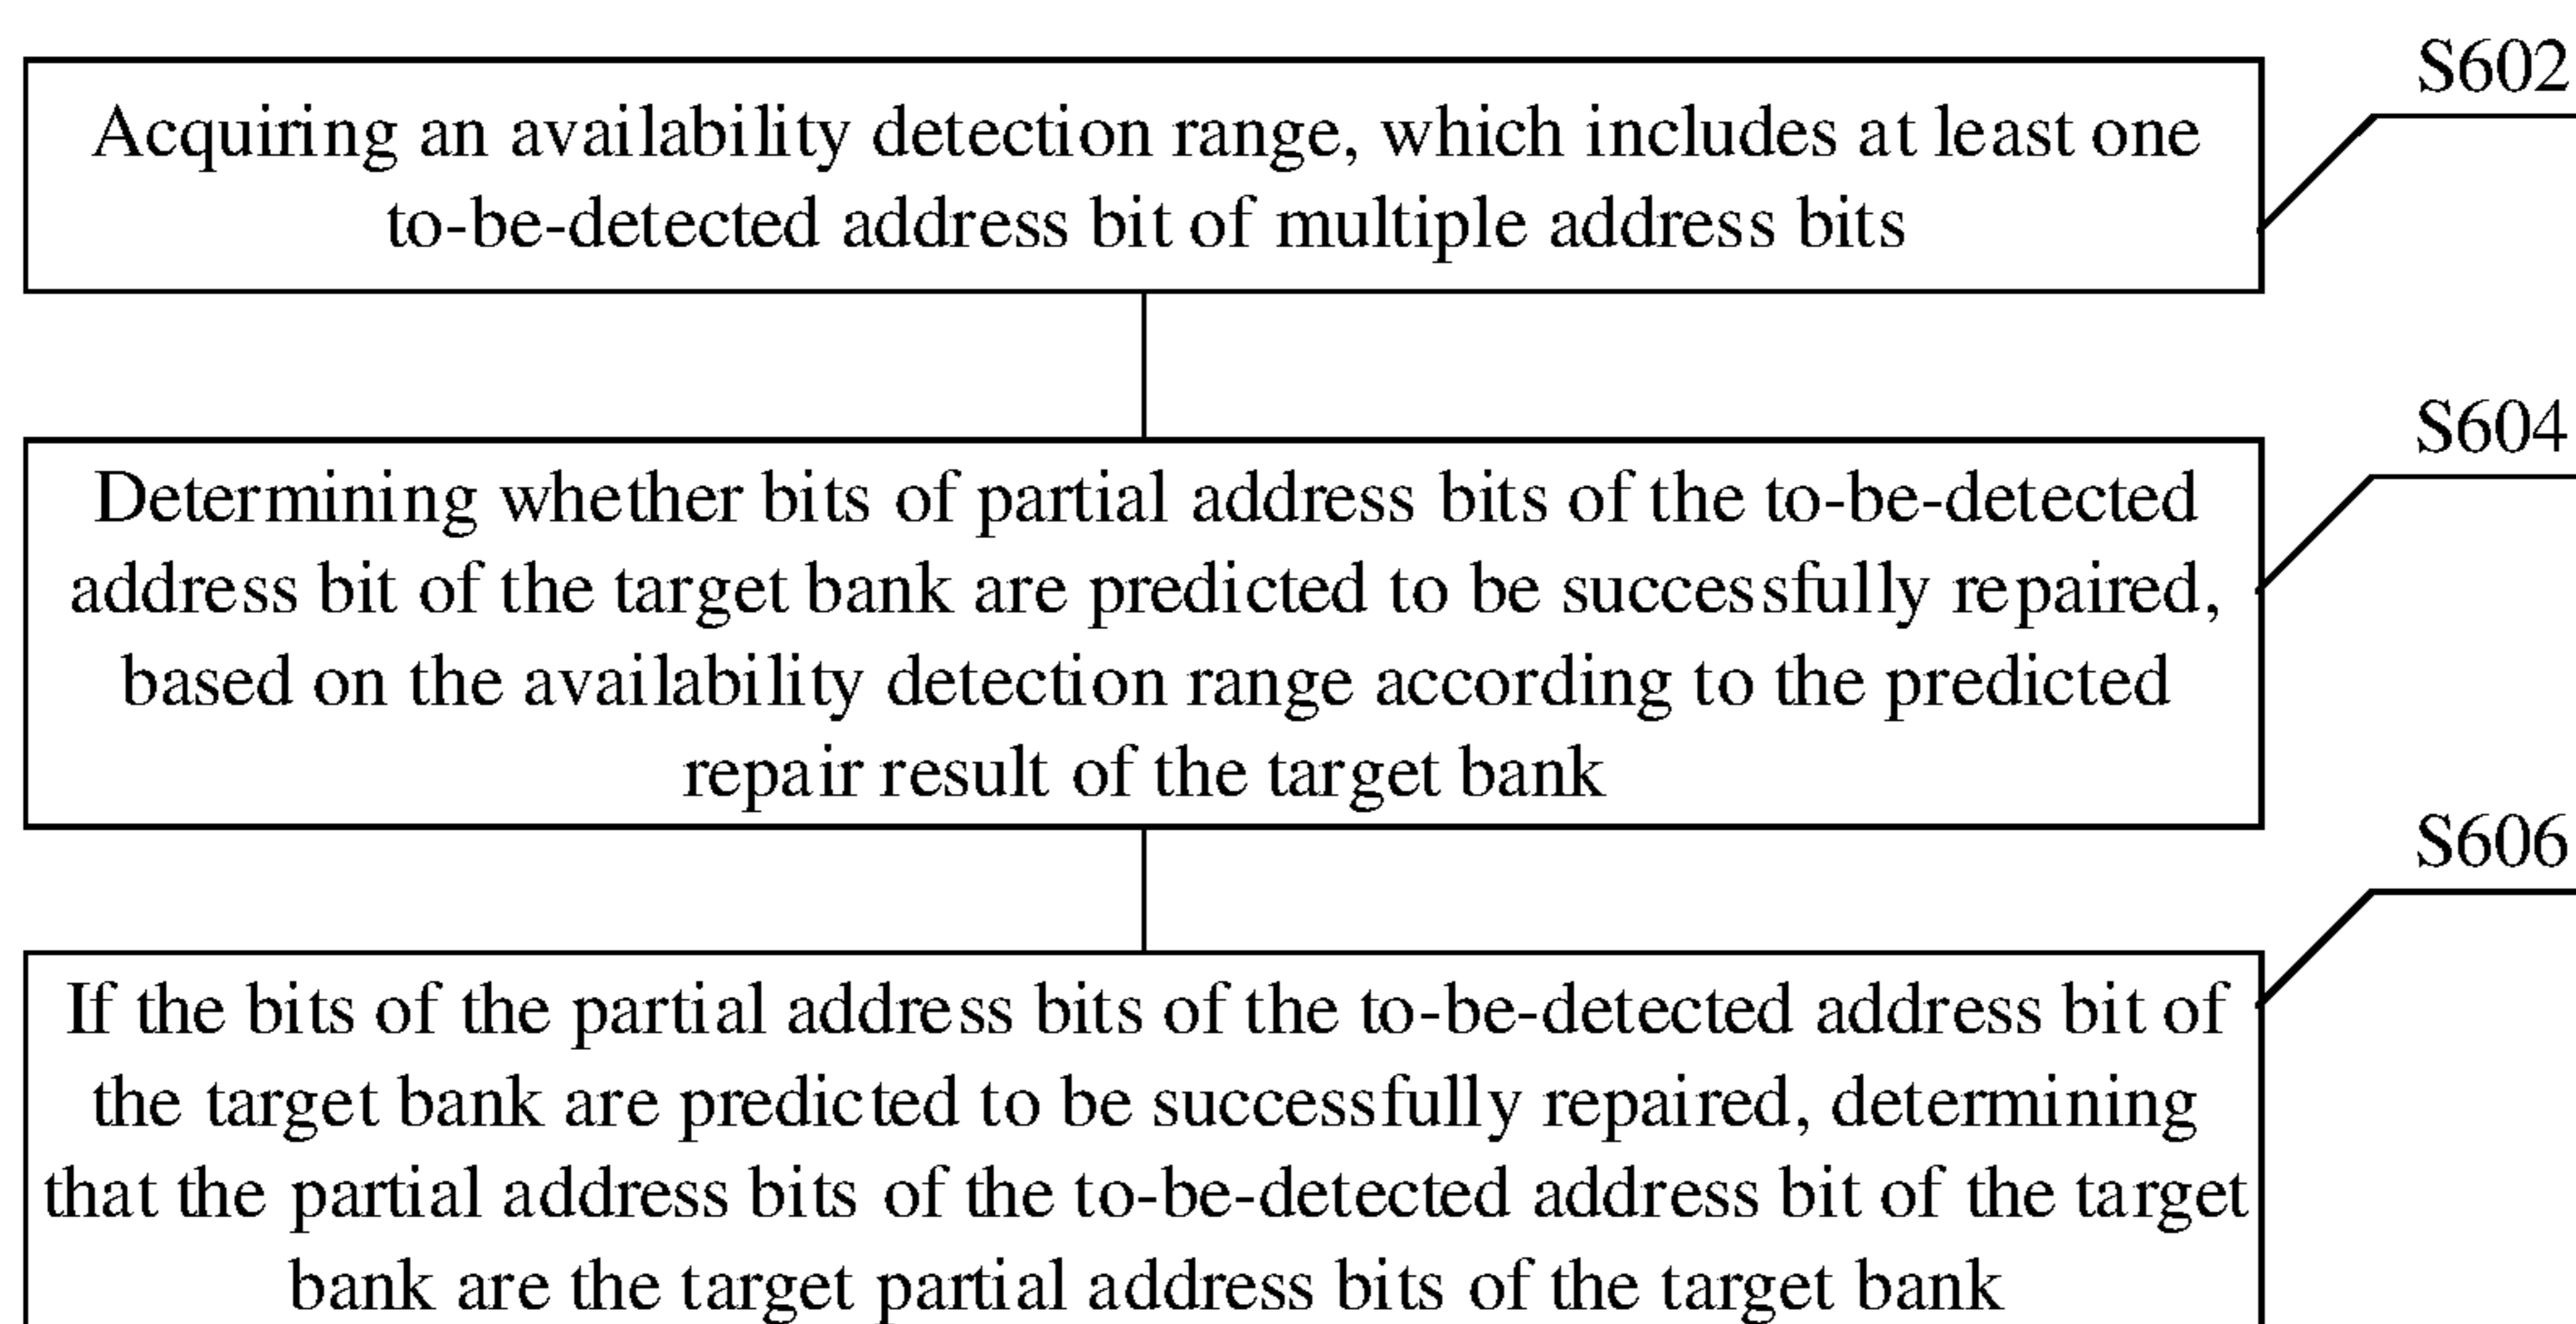 S602
Acquiring an availability detection range, which includes at least one
to-be-detected address bit of multiple address bits
S604
Determining whether bits of partial address bits of the to-be-detected
address bit of the target bank are predicted to be successfully repaired,
based on the availability detection range according to the predicted
repair result of the target bank
S606
If the bits of the partial address bits of the to-be-detected address bit of
the target bank are predicted to be successfully repaired, determining
that the partial address bits of the to-be-detected address bit of the target
bank are the target partial address bits of the target bank